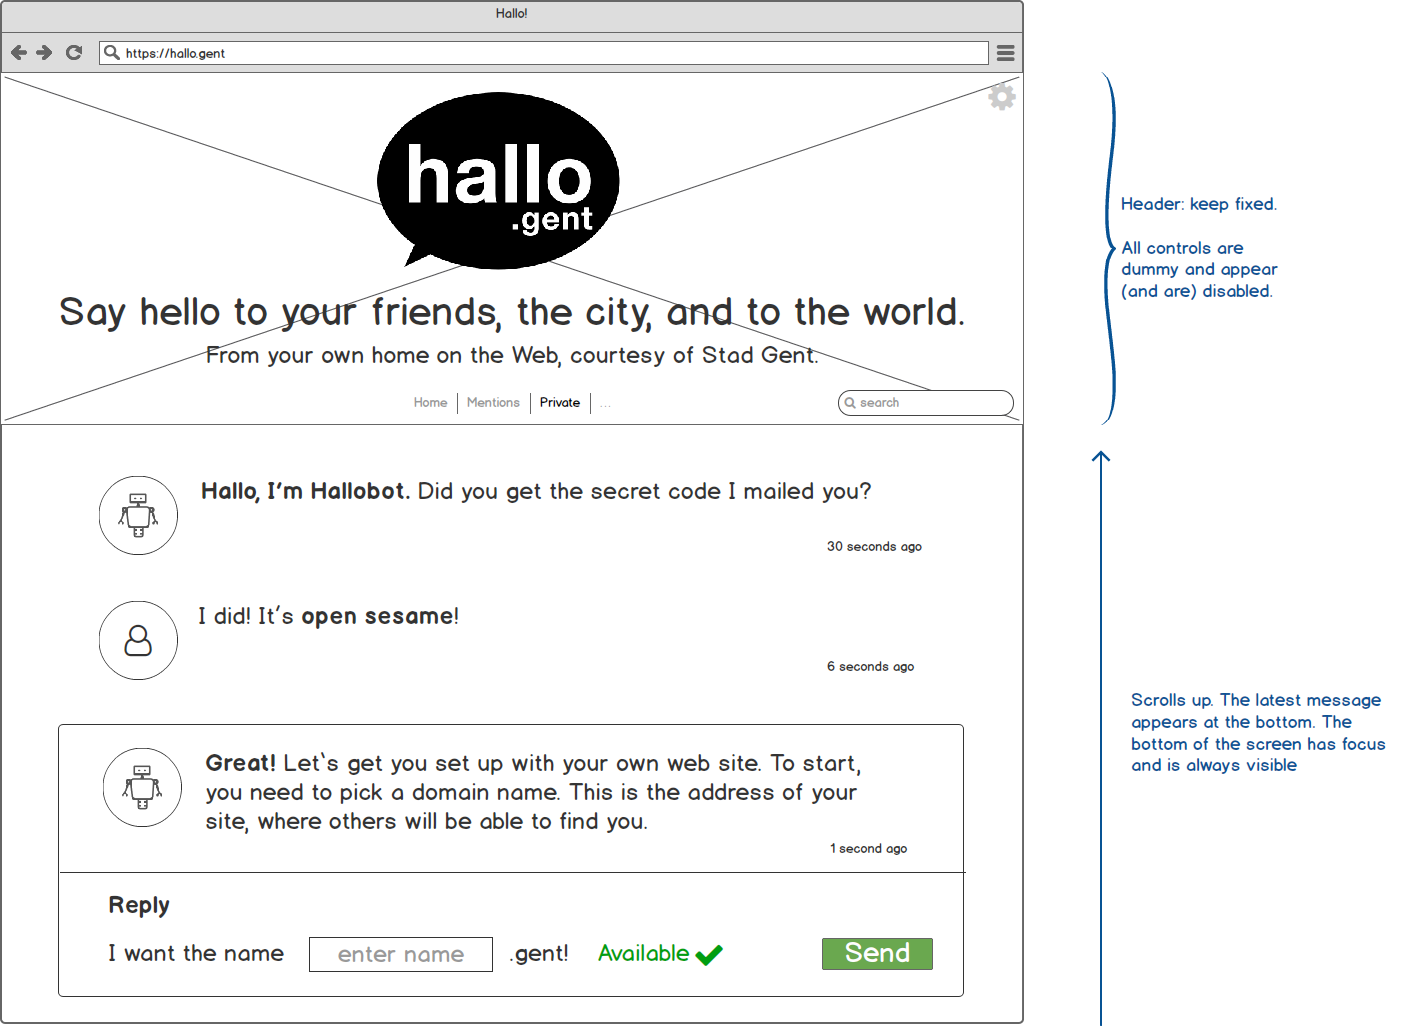 Hallo!
https://hallo.gent
hallo
.gent
Say hello to your friends, the city, and to the world.
From your own home on the Web, courtesy of Stad Gent.
Home Mentions Private ...
search
Header: keep fixed.
All controls are
dummy and appear
(and are) disabled.
Hallo, I'm Hallobot. Did you get the secret code I mailed you?
30 seconds ago
I did! It's open sesame!
6 seconds ago
Great! Let`s get you set up with your own web site. To start,
you need to pick a domain name. This is the address of your
site, where others will be able to find you.
1 second ago
Reply
I want the name enter name .gent! Available Send
Scrolls up. The latest message
appears at the bottom. The
bottom of the screen has focus
and is always visible